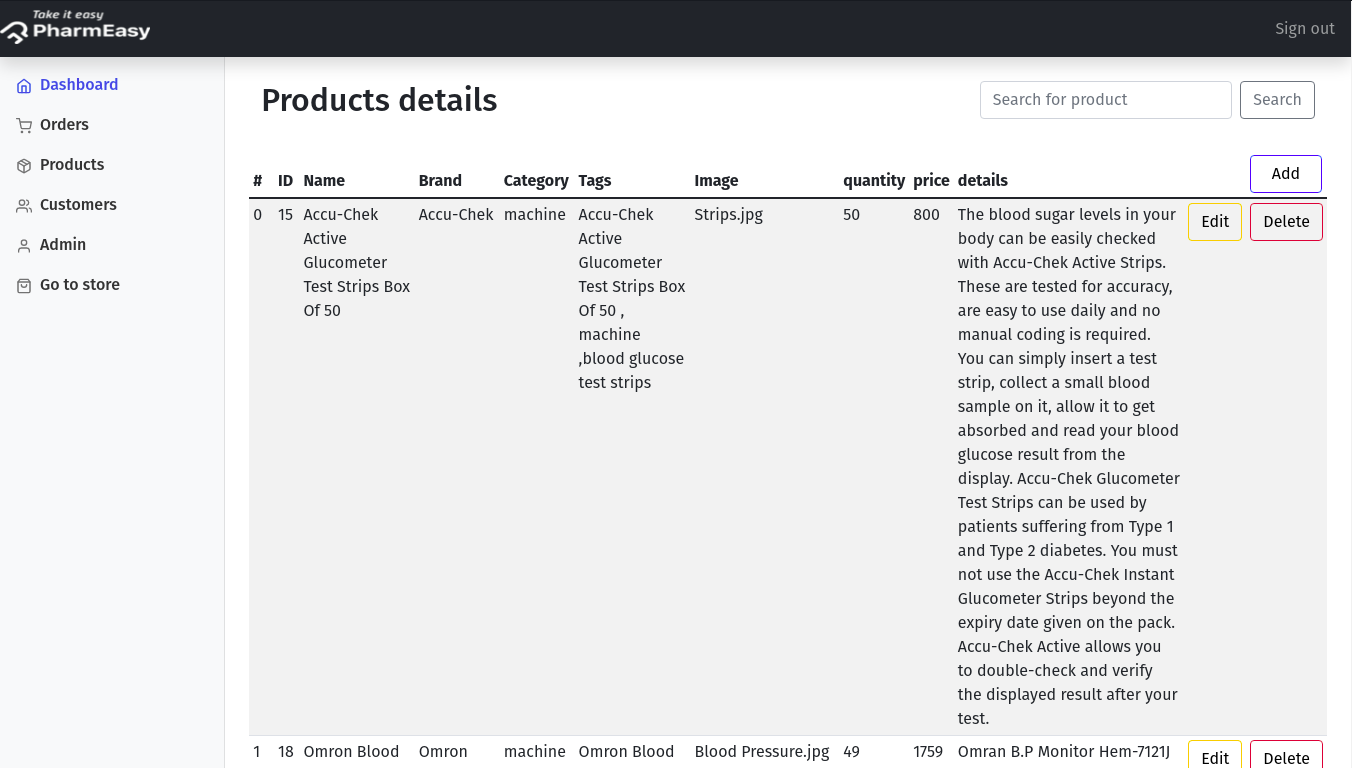 Take it easy
PharmEasy
Sign out
Dashboard
Orders
Products
Customers
Admin
Go to store
Products details
Search for product
Search
Add
# ID Name Brand Category Tags Image quantity price details
0 15 Accu-Chek Accu-Chek machine Accu-Chek Strips.jpg 50 800 The blood sugar levels in your Edit Delete
Active Active body can be easily checked
Glucometer Glucometer with Accu-Chek Active Strips.
Test Strips Box Test Strips Box These are tested for accuracy,
Of 50 Of 50 , are easy to use daily and no
machine manual coding is required.
,blood glucose You can simply insert a test
test strips strip, collect a small blood
sample on it, allow it to get
absorbed and read your blood
glucose result from the
display. Accu-Chek Glucometer
Test Strips can be used by
patients suffering from Type 1
and Type 2 diabetes. You must
not use the Accu-Chek Instant
Glucometer Strips beyond the
expiry date given on the pack.
Accu-Chek Active allows you
to double-check and verify
the displayed result after your
test.
1 18 Omron Blood Omron machine Omron Blood Blood Pressure.jpg 49 1759 Omran B.P Monitor Hem-7121J Edit Delete